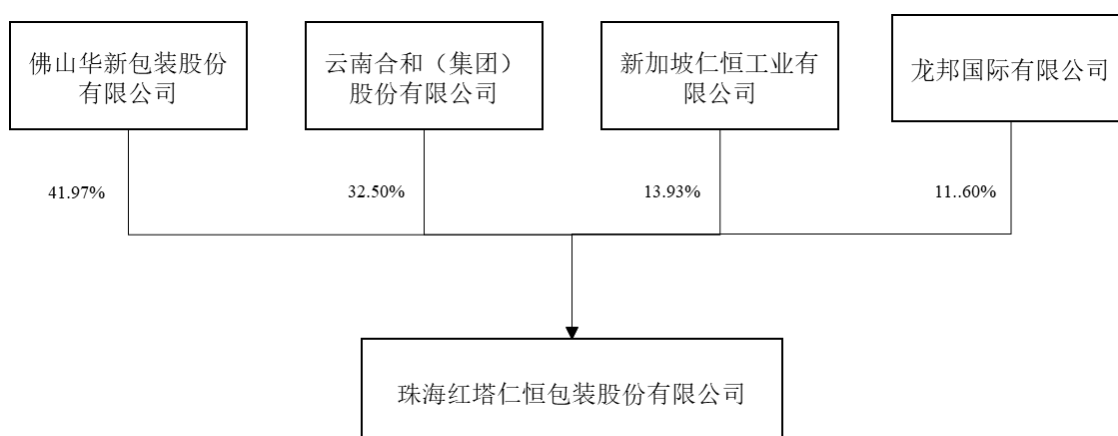 佛山华新包装股份
有限公司
云南合和（集团）
股份有限公司
新加坡仁恒工业有
限公司
龙邦国际有限公司
41.97%
32.50%
13.93%
11..60%
珠海红塔仁恒包装股份有限公司